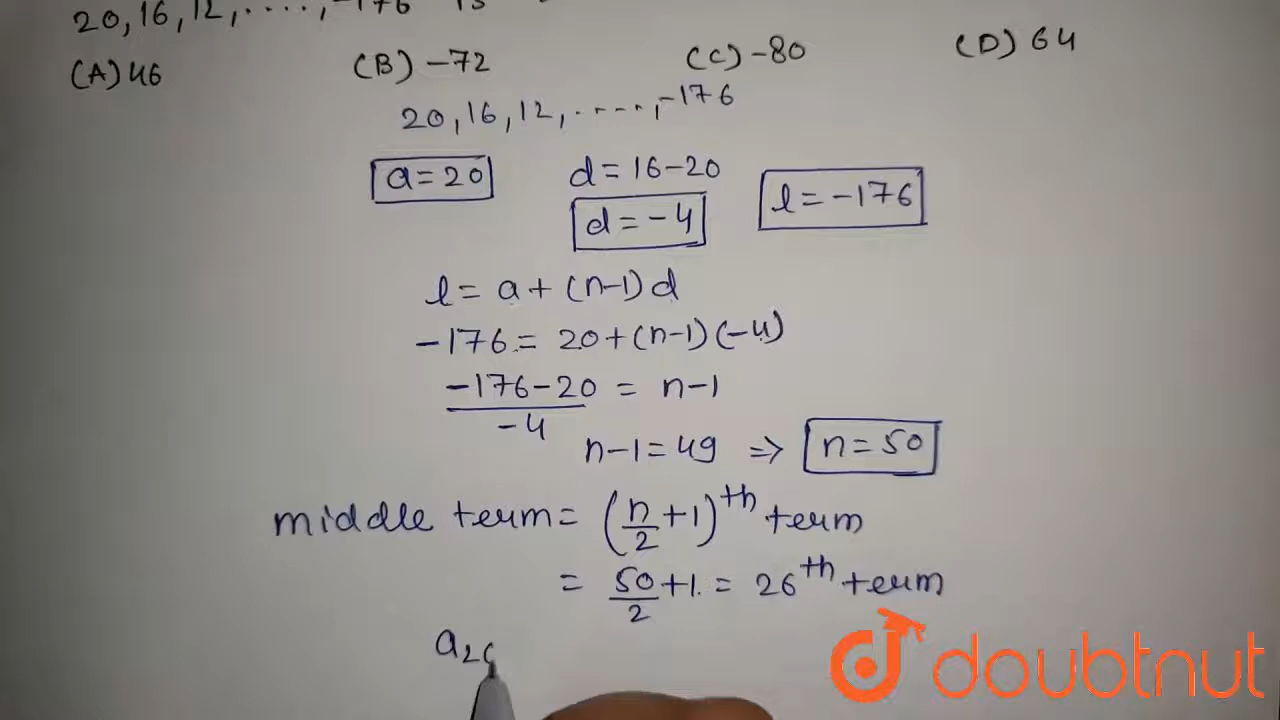 20, 16, 12, ....., -176 is
(A) 46 (B) -72 (C) -80 (D) 64
20, 16, 12, ....., -176
a = 20 d = 16-20 l = -176
d = -4
l = a + (n-1) d
-176 = 20 + (n-1) (-4)
-176-20 = n-1
-4
n-1 = 49 => n = 50
middle term = (n/2 + 1)th term
= 50/2 + 1 = 26th term
a
doubtnut